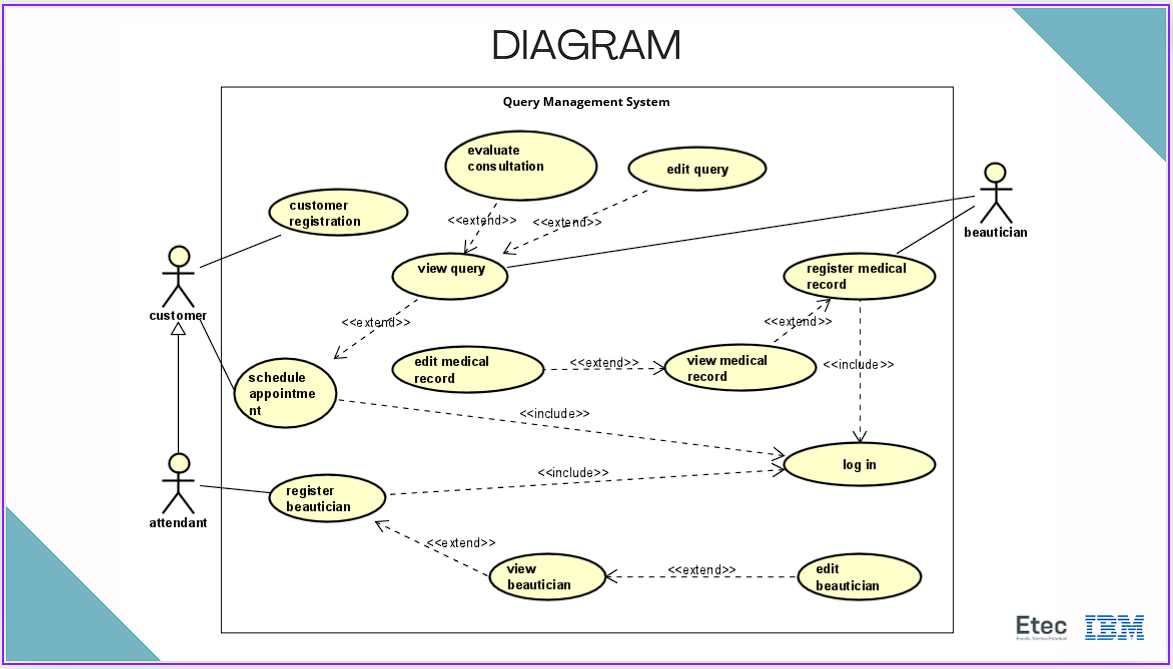 DIAGRAM
Query Management System
evaluate
consultation
edit query
customer
registration
<<extend>>
<<extend>>
beautician
view query
register medical
record
customer
<<extend>>
<<extend>>
edit medical
record
<<extend>>
view medical
record
<<include>>
schedule
appointme
nt
<<include>>
log in
<<include>>
register
beautician
attendant
<<extend>>
view
beautician
<<extend>>
edit
beautician
Etec
IBM